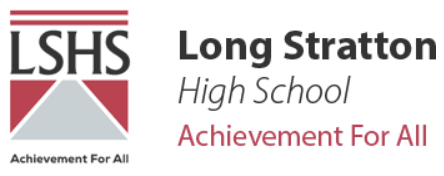 LSHS
Achievement For All
Long Stratton
High School
Achievement For All